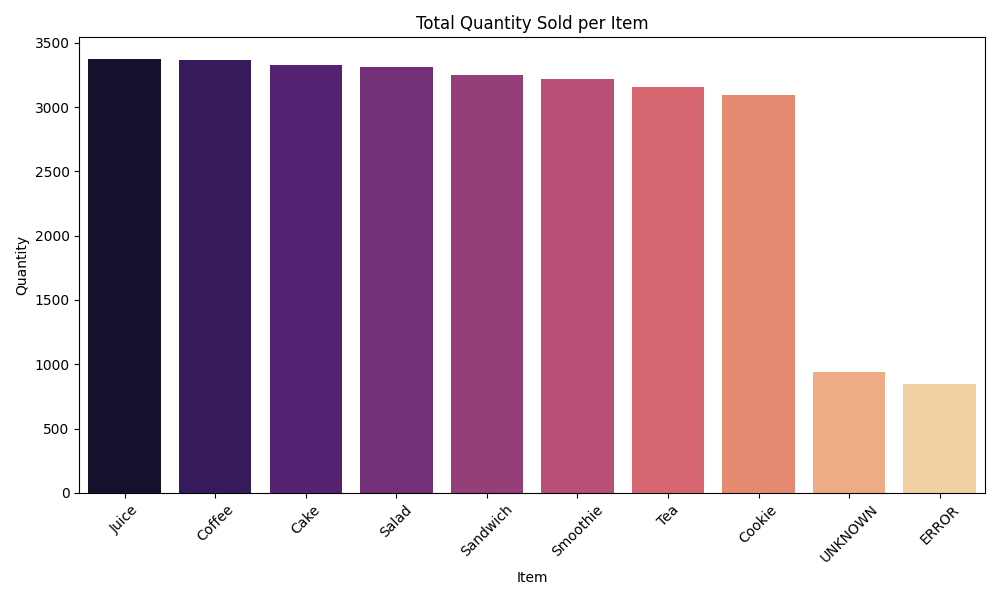 Total Quantity Sold per Item
Quantity
3500
3000
2500
2000
1500
1000
500
0
Juice
Coffee
Cake
Salad
Sandwich
Smoothie
Tea
Cookie
UNKNOWN
ERROR
Item